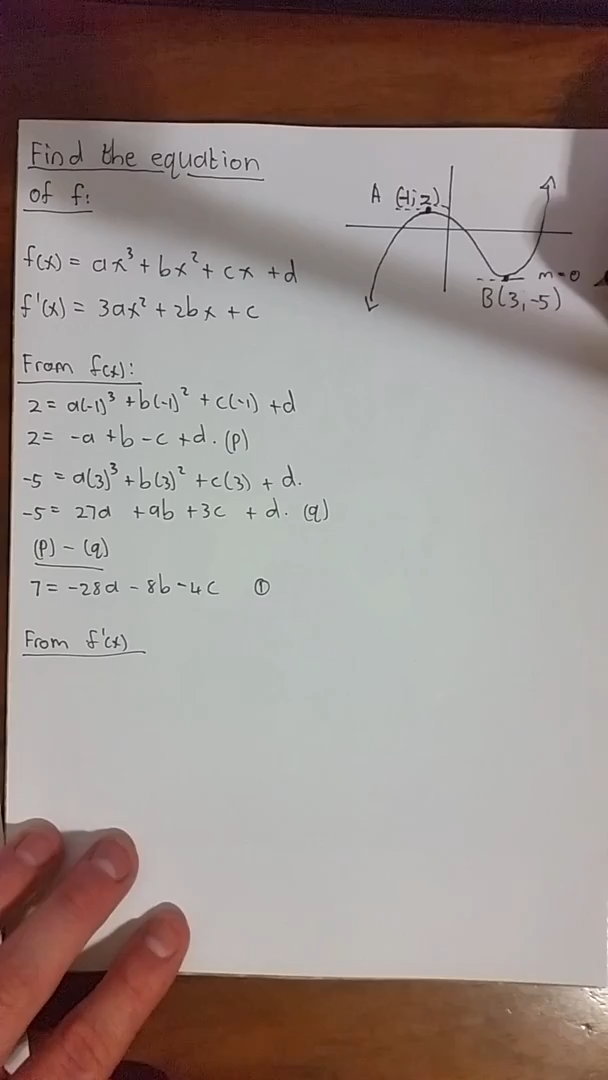 Find the equation
of f:
A (-1; 2)
m=0
B(3, -5)
f(x) = ax³ + bx² + cx + d
f'(x) = 3ax² + 2bx + c
From f(x):
2 = a(-1)³ + b(-1)² + c(-1) + d
2 = -a + b - c + d. (p)
-5 = a(3)³ + b(3)² + c(3) + d.
-5 = 27a + 9b + 3c + d. (q)
(p) - (q)
7 = -28a - 8b - 4c ①
From f'(x)